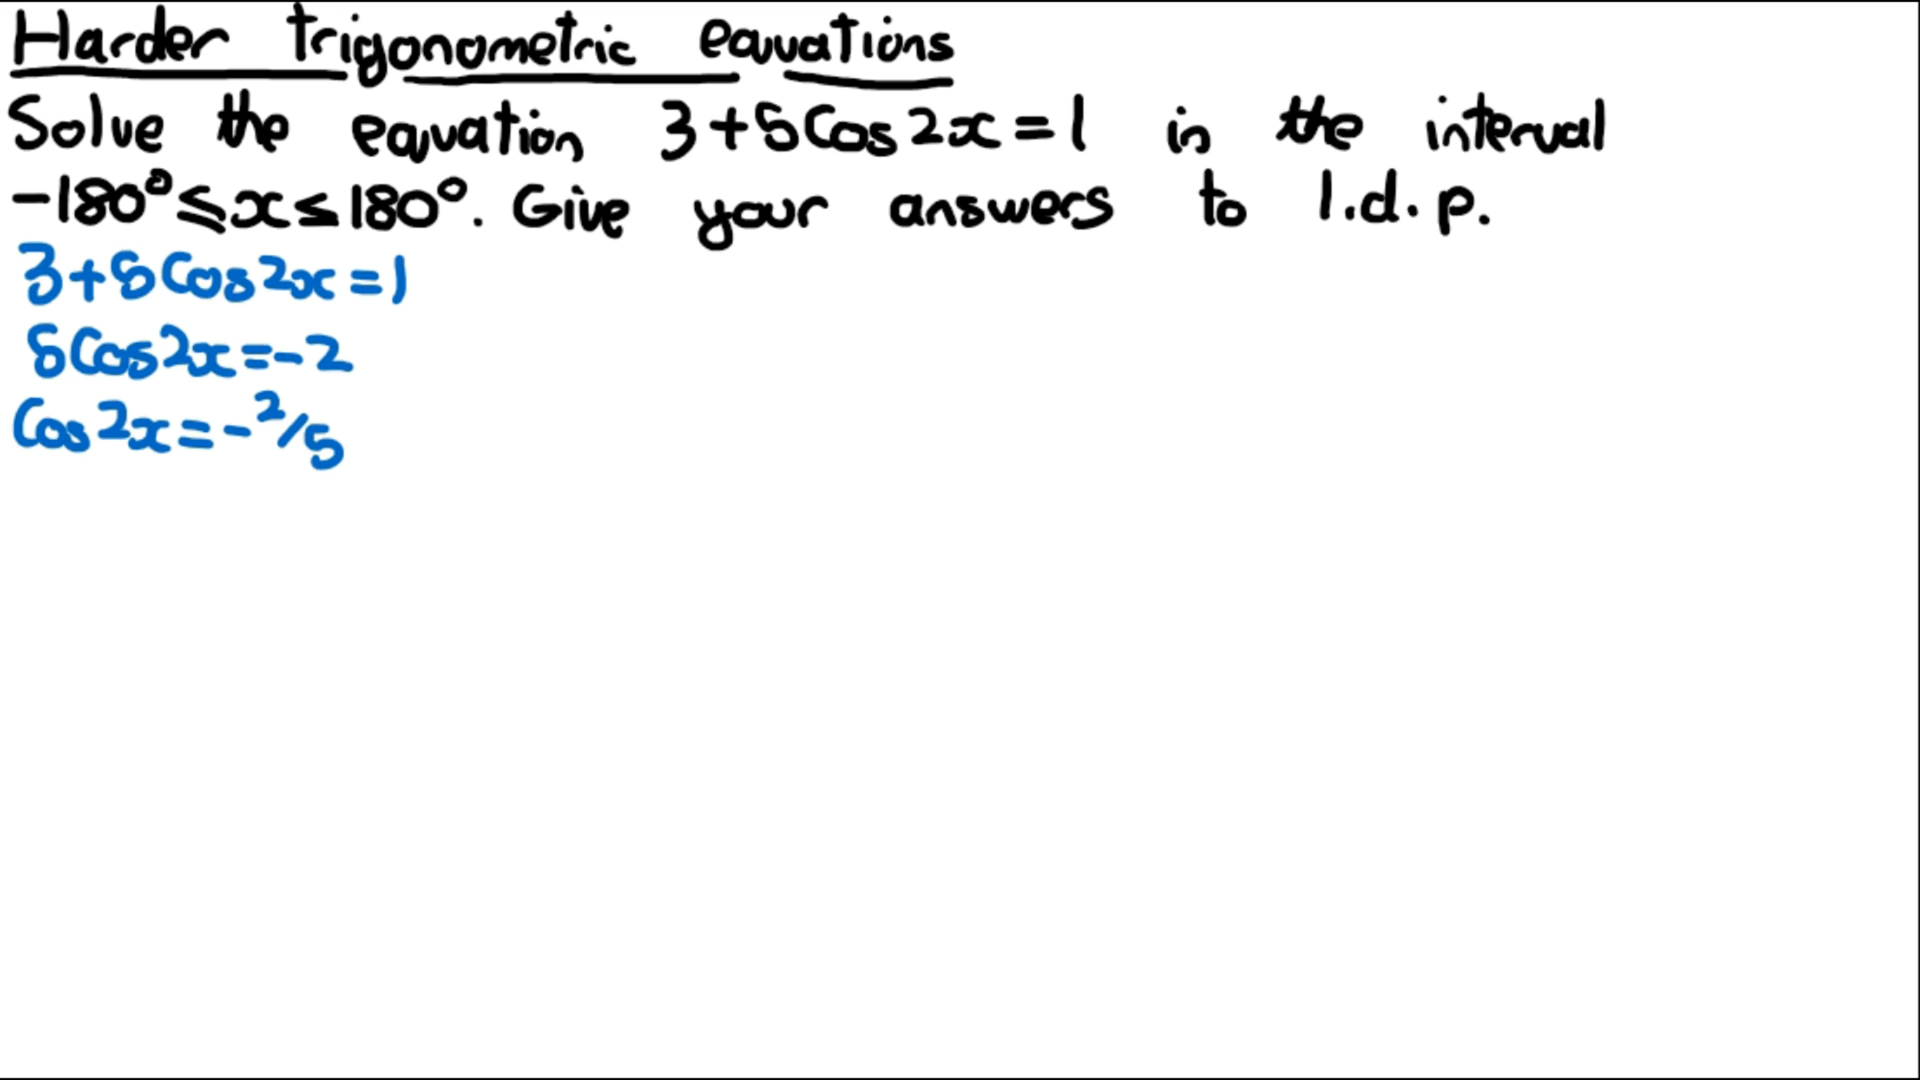 Harder trigonometric equations
Solve the equation 3+5Cos2x=1 in the interval
-180°≤x≤180°. Give your answers to 1.d.p.
3+5Cos2x=1
5Cos2x=-2
Cos2x=-2/5